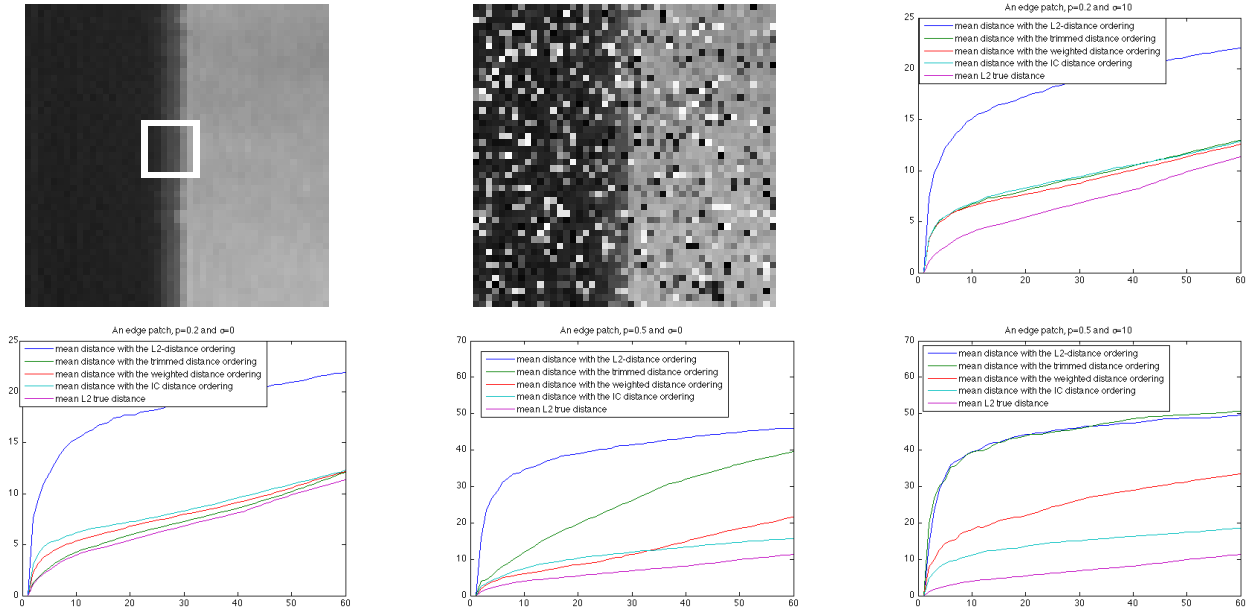 An edge patch, p=0.2 and σ=10
25
20
15
10
5
0
mean distance with the L2-distance ordering
mean distance with the trimmed distance ordering
mean distance with the weighted distance ordering
mean distance with the IC distance ordering
mean L2 true distance
0 10 20 30 40 50 60
An edge patch, p=0.2 and σ=0
25
20
15
10
5
0
mean distance with the L2-distance ordering
mean distance with the trimmed distance ordering
mean distance with the weighted distance ordering
mean distance with the IC distance ordering
mean L2 true distance
0 10 20 30 40 50 60
An edge patch, p=0.5 and σ=0
70
60
50
40
30
20
10
0
mean distance with the L2-distance ordering
mean distance with the trimmed distance ordering
mean distance with the weighted distance ordering
mean distance with the IC distance ordering
mean L2 true distance
0 10 20 30 40 50 60
An edge patch, p=0.5 and σ=10
70
60
50
40
30
20
10
0
mean distance with the L2-distance ordering
mean distance with the trimmed distance ordering
mean distance with the weighted distance ordering
mean distance with the IC distance ordering
mean L2 true distance
0 10 20 30 40 50 60